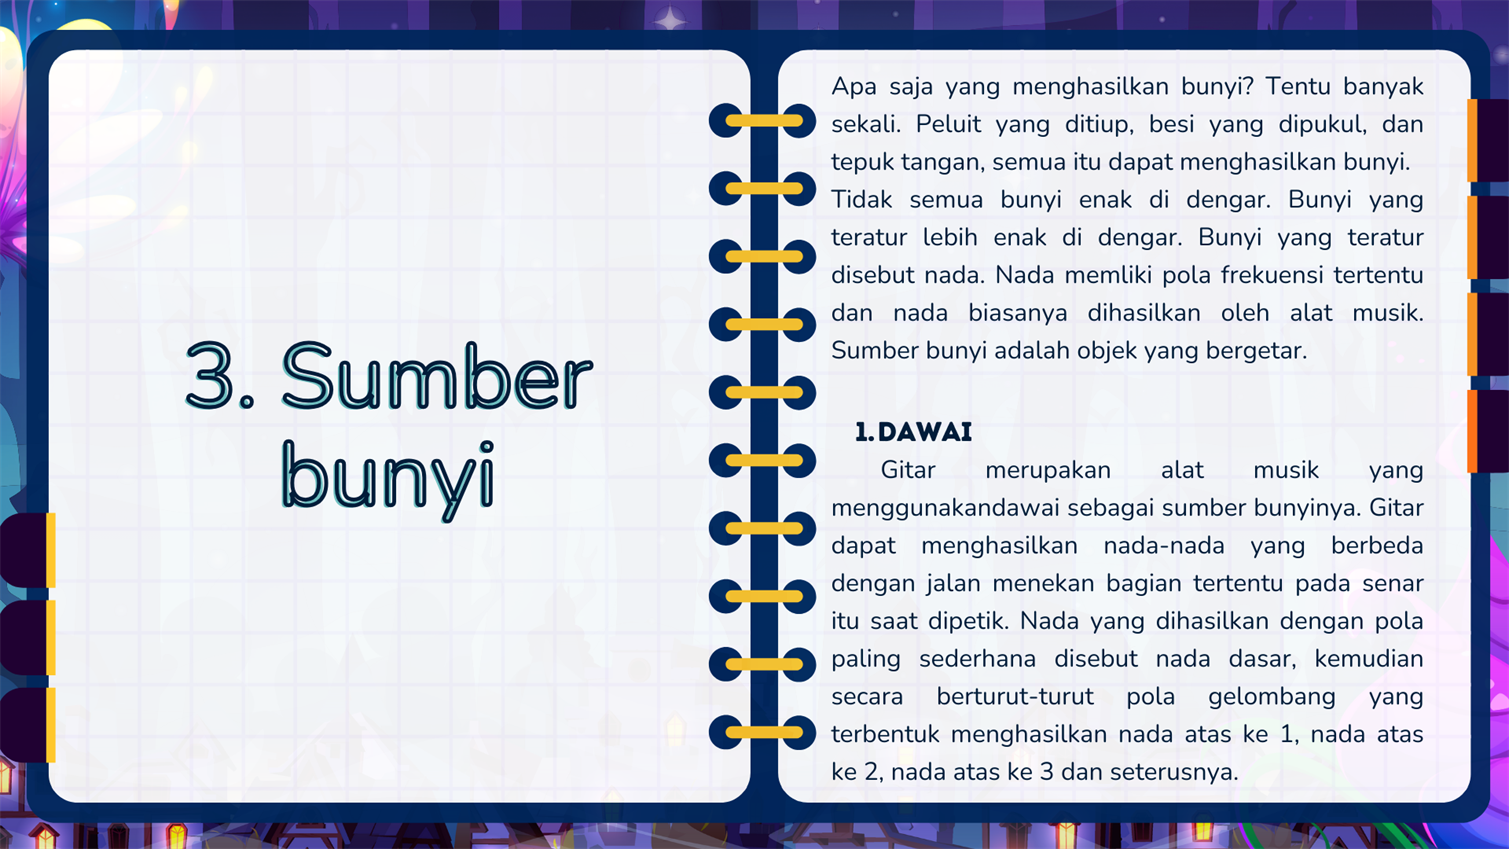 3. Sumber
bunyi
Apa saja yang menghasilkan bunyi? Tentu banyak
sekali. Peluit yang ditiup, besi yang dipukul, dan
tepuk tangan, semua itu dapat menghasilkan bunyi.
Tidak semua bunyi enak di dengar. Bunyi yang
teratur lebih enak di dengar. Bunyi yang teratur
disebut nada. Nada memliki pola frekuensi tertentu
dan nada biasanya dihasilkan oleh alat musik.
Sumber bunyi adalah objek yang bergetar.
1. DAWAI
Gitar merupakan alat musik yang
menggunakandawai sebagai sumber bunyinya. Gitar
dapat menghasilkan nada-nada yang berbeda
dengan jalan menekan bagian tertentu pada senar
itu saat dipetik. Nada yang dihasilkan dengan pola
paling sederhana disebut nada dasar, kemudian
secara berturut-turut pola gelombang yang
terbentuk menghasilkan nada atas ke 1, nada atas
ke 2, nada atas ke 3 dan seterusnya.